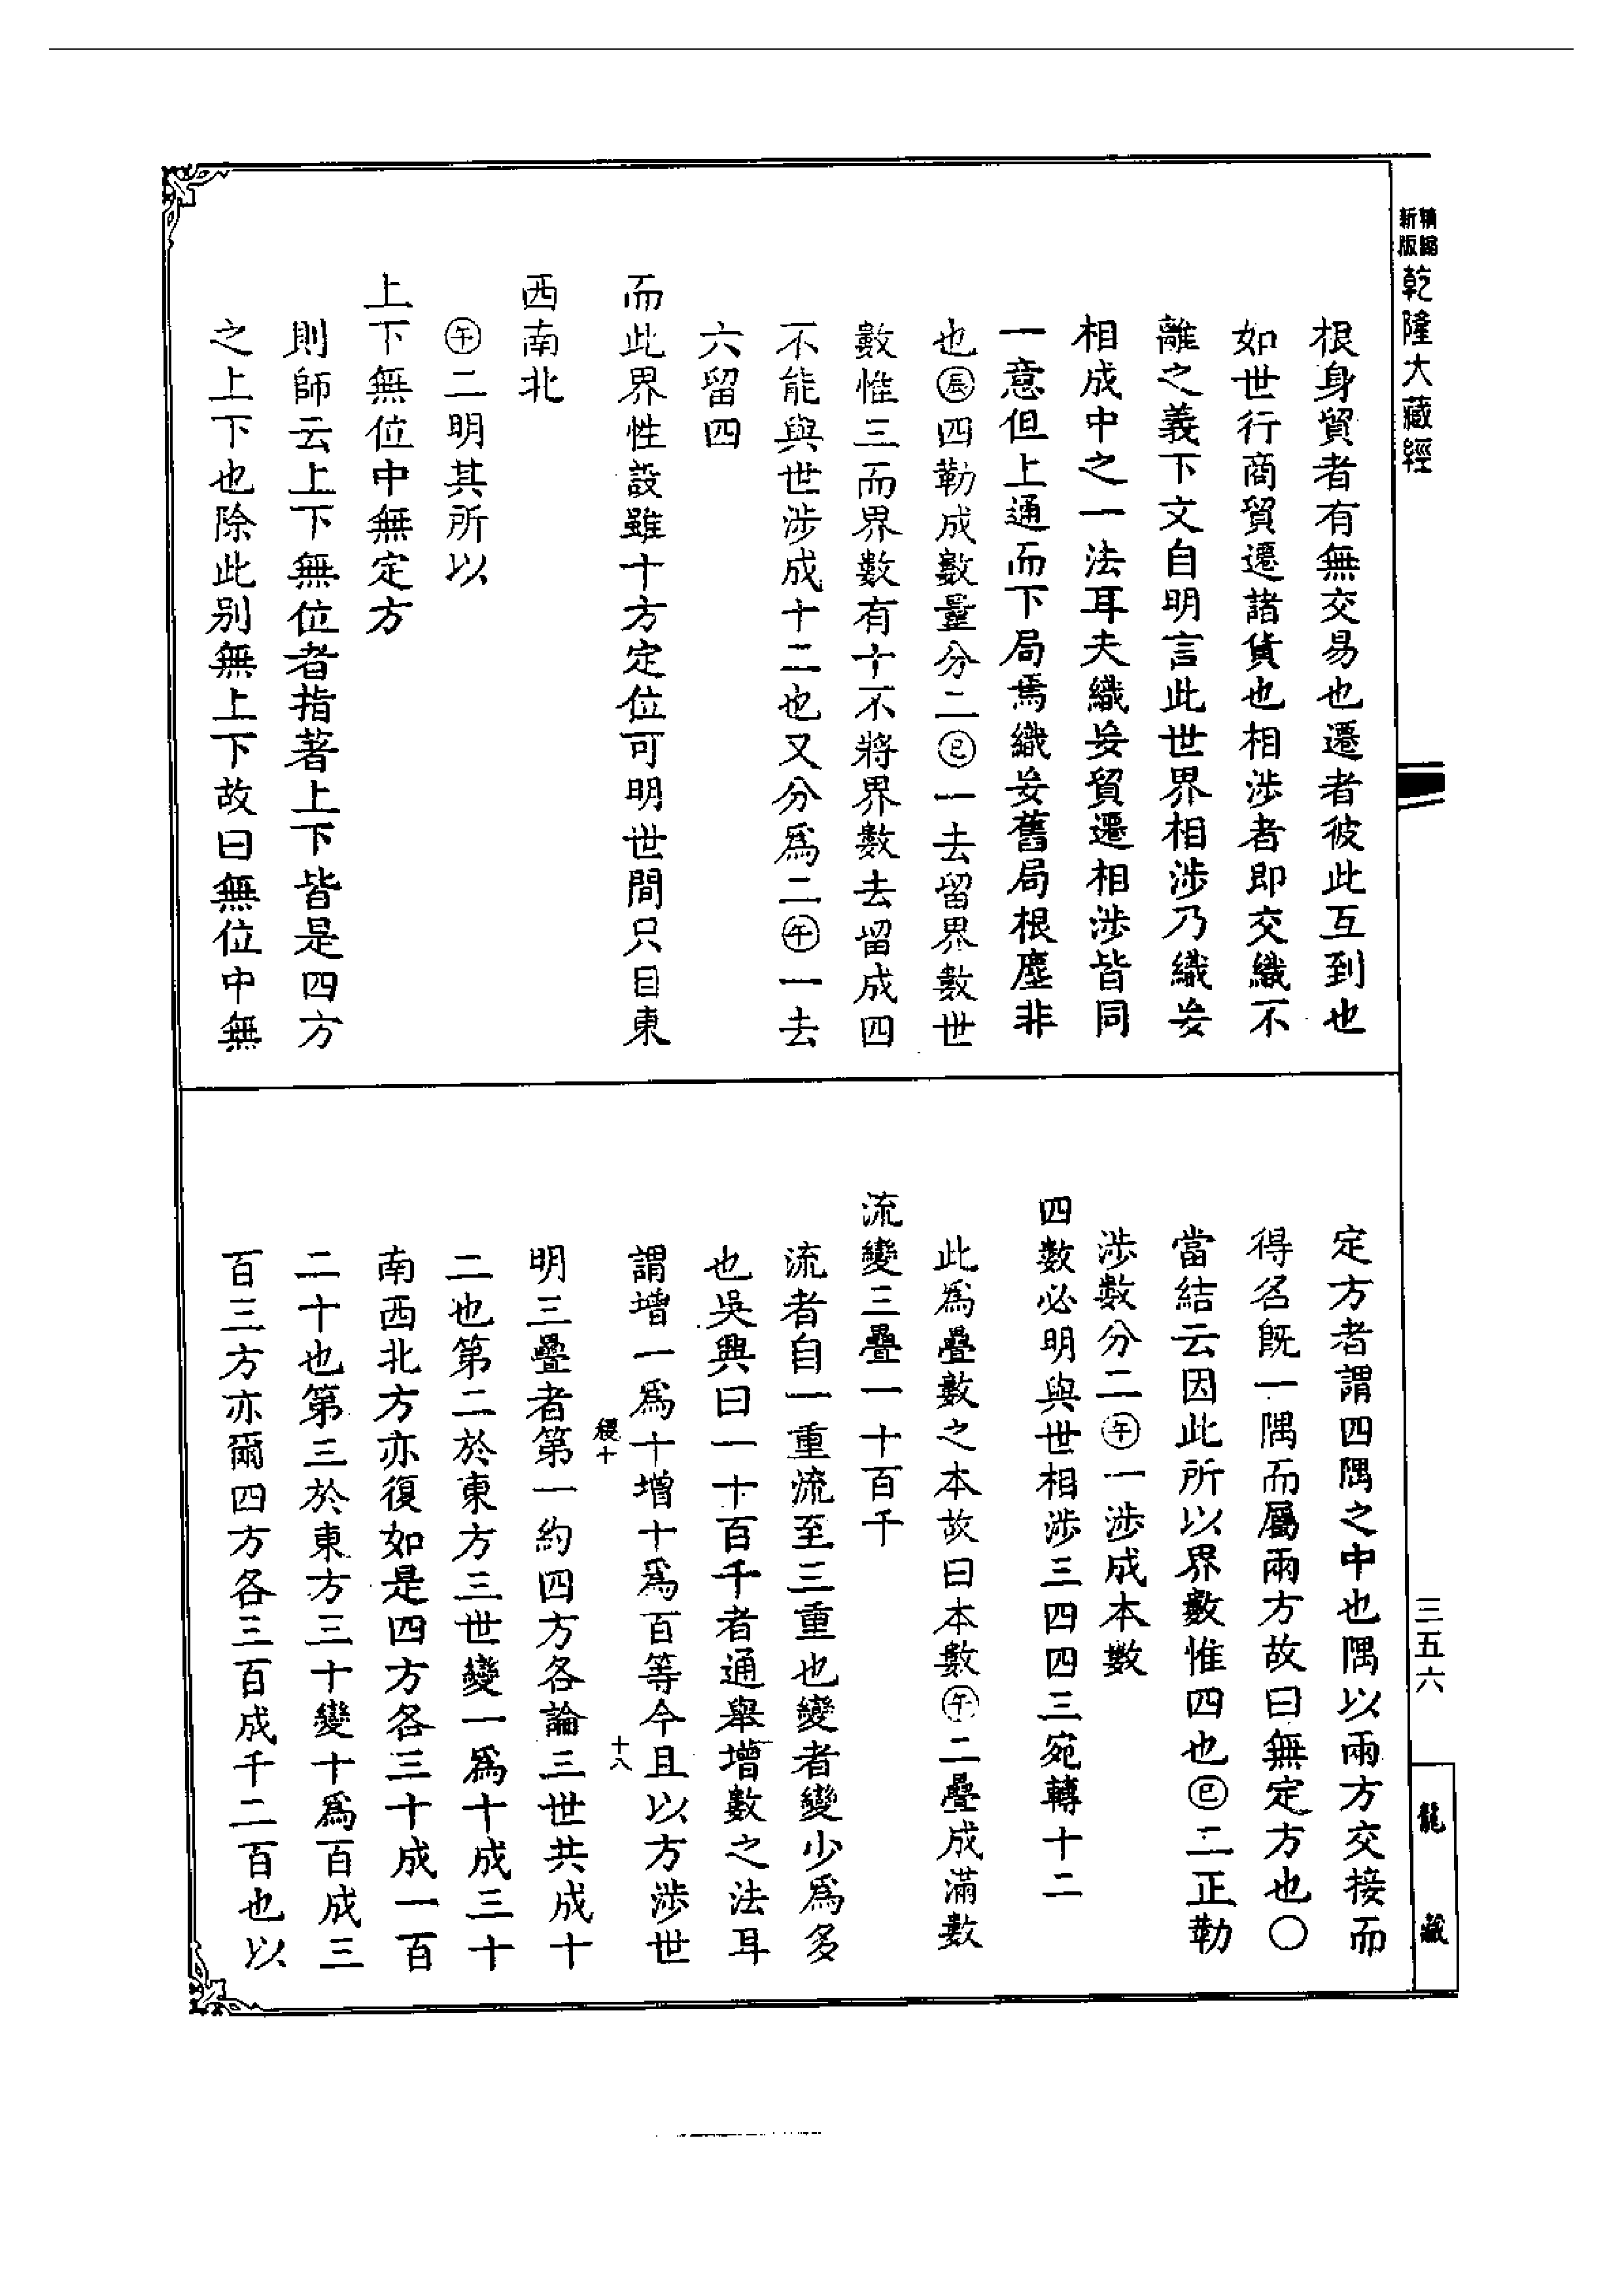 精縮新版
乾隆大藏經
根身貿者有無交易也遷者彼此互到也
如世行商貿遷諸貨也相涉者即交織不
離之義下文自明言此世界相涉乃織妄
相成中之一法耳夫織妄貿遷相涉皆同
一意但上通而下局焉織妄舊局根塵非
也㊀辰四勒成數量分二巳一去留界數世
數惟三而界數有十不將界數去留成四
不能與世涉成十二也又分爲二午一去
六留四
而此界性設雖十方定位可明世間只目東
西南北
午二明其所以
上下無位中無定方
則師云上下無位者指著上下皆是四方
之上下也除此別無上下故曰無位中無
定方者謂四隅之中也隅以兩方交接而
得名既一隅而屬兩方故曰無定方也〇
當結云因此所以界數惟四也巳二正勒
涉數分二午一涉成本數
四數必明與世相涉三四四三宛轉十二
此爲疊數之本故曰本數午二疊成滿數
流變三疊一十百千
流者自一重流至三重也變者變少爲多
也吳興曰一十百千者通舉增數之法耳
謂增一爲十增十爲百等今且以方涉世
十
十八
明三疊者第一約四方各論三世共成十
二也第二於東方三世變一爲十成三十
南西北方亦復如是四方各三十成一百
二十也第三於東方三十變十爲百成三
百三方亦爾四方各三百成千二百也以
三五六
龍藏